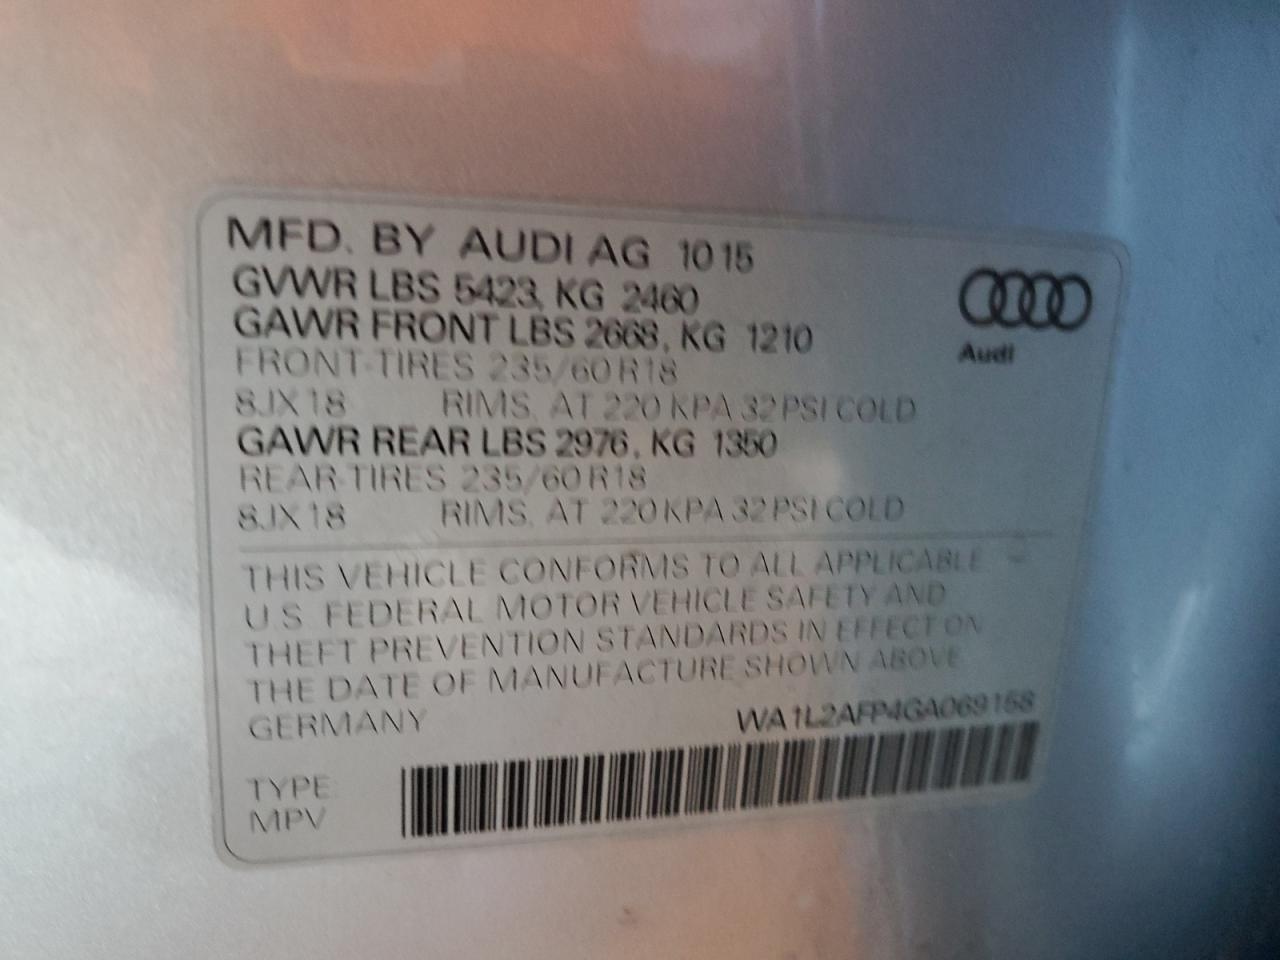 MFD. BY AUDI AG 10 15
GVWR LBS 5423, KG 2460
GAWR FRONT LBS 2668, KG 1210
FRONT-TIRES 235/60 R18
8JX18 RIMS, AT 220 KPA 32 PSI COLD
GAWR REAR LBS 2976, KG 1350
REAR-TIRES 235/60 R18
8JX18 RIMS, AT 220 KPA 32 PSI COLD
Audi
THIS VEHICLE CONFORMS TO ALL APPLICABLE
U.S. FEDERAL MOTOR VEHICLE SAFETY AND
THEFT PREVENTION STANDARDS IN EFFECT ON
THE DATE OF MANUFACTURE SHOWN ABOVE
GERMANY WA1L2AFP4GA069158
TYPE:
MPV